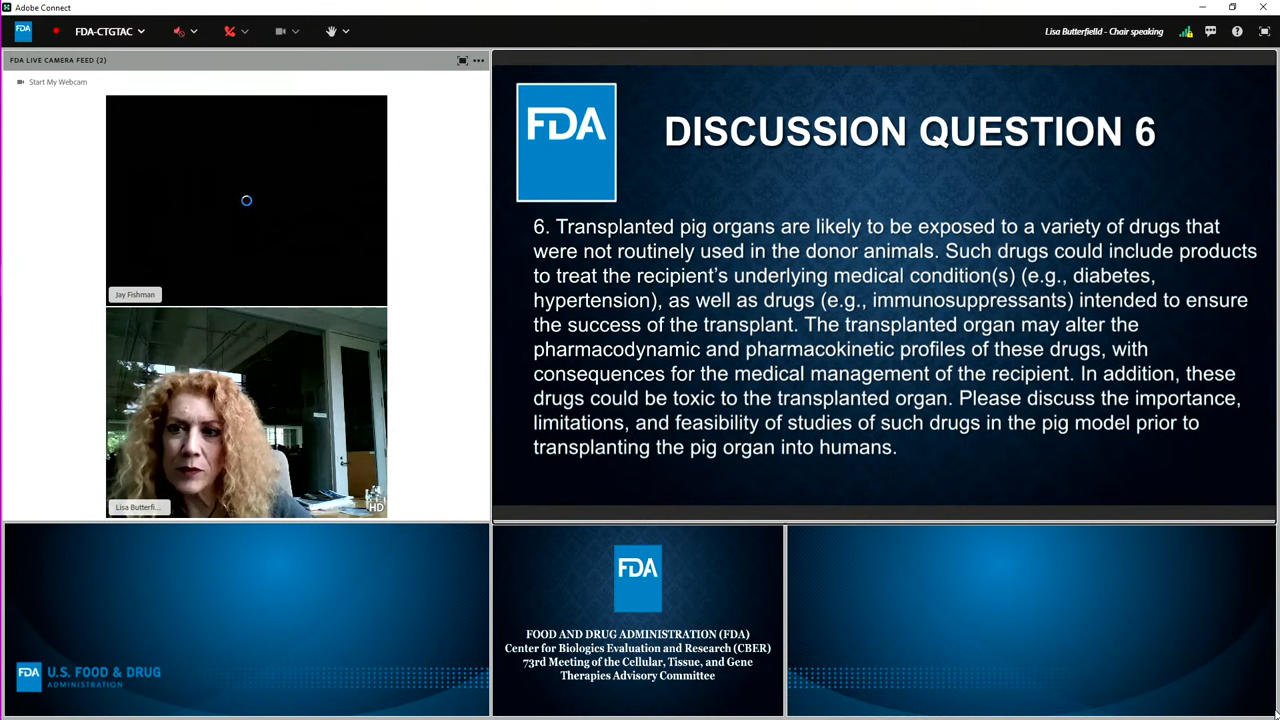 Adobe Connect
FDA
FDA-CTGTAC
Lisa Butterfield - Chair speaking
FDA LIVE CAMERA FEED (2)
Start My Webcam
Jay Fishman
Lisa Butterfi...
HD
FDA
DISCUSSION QUESTION 6
6. Transplanted pig organs are likely to be exposed to a variety of drugs that
were not routinely used in the donor animals. Such drugs could include products
to treat the recipient's underlying medical condition(s) (e.g., diabetes,
hypertension), as well as drugs (e.g., immunosuppressants) intended to ensure
the success of the transplant. The transplanted organ may alter the
pharmacodynamic and pharmacokinetic profiles of these drugs, with
consequences for the medical management of the recipient. In addition, these
drugs could be toxic to the transplanted organ. Please discuss the importance,
limitations, and feasibility of studies of such drugs in the pig model prior to
transplanting the pig organ into humans.
FDA U.S. FOOD & DRUG
ADMINISTRATION
FDA
FOOD AND DRUG ADMINISTRATION (FDA)
Center for Biologics Evaluation and Research (CBER)
73rd Meeting of the Cellular, Tissue, and Gene
Therapies Advisory Committee